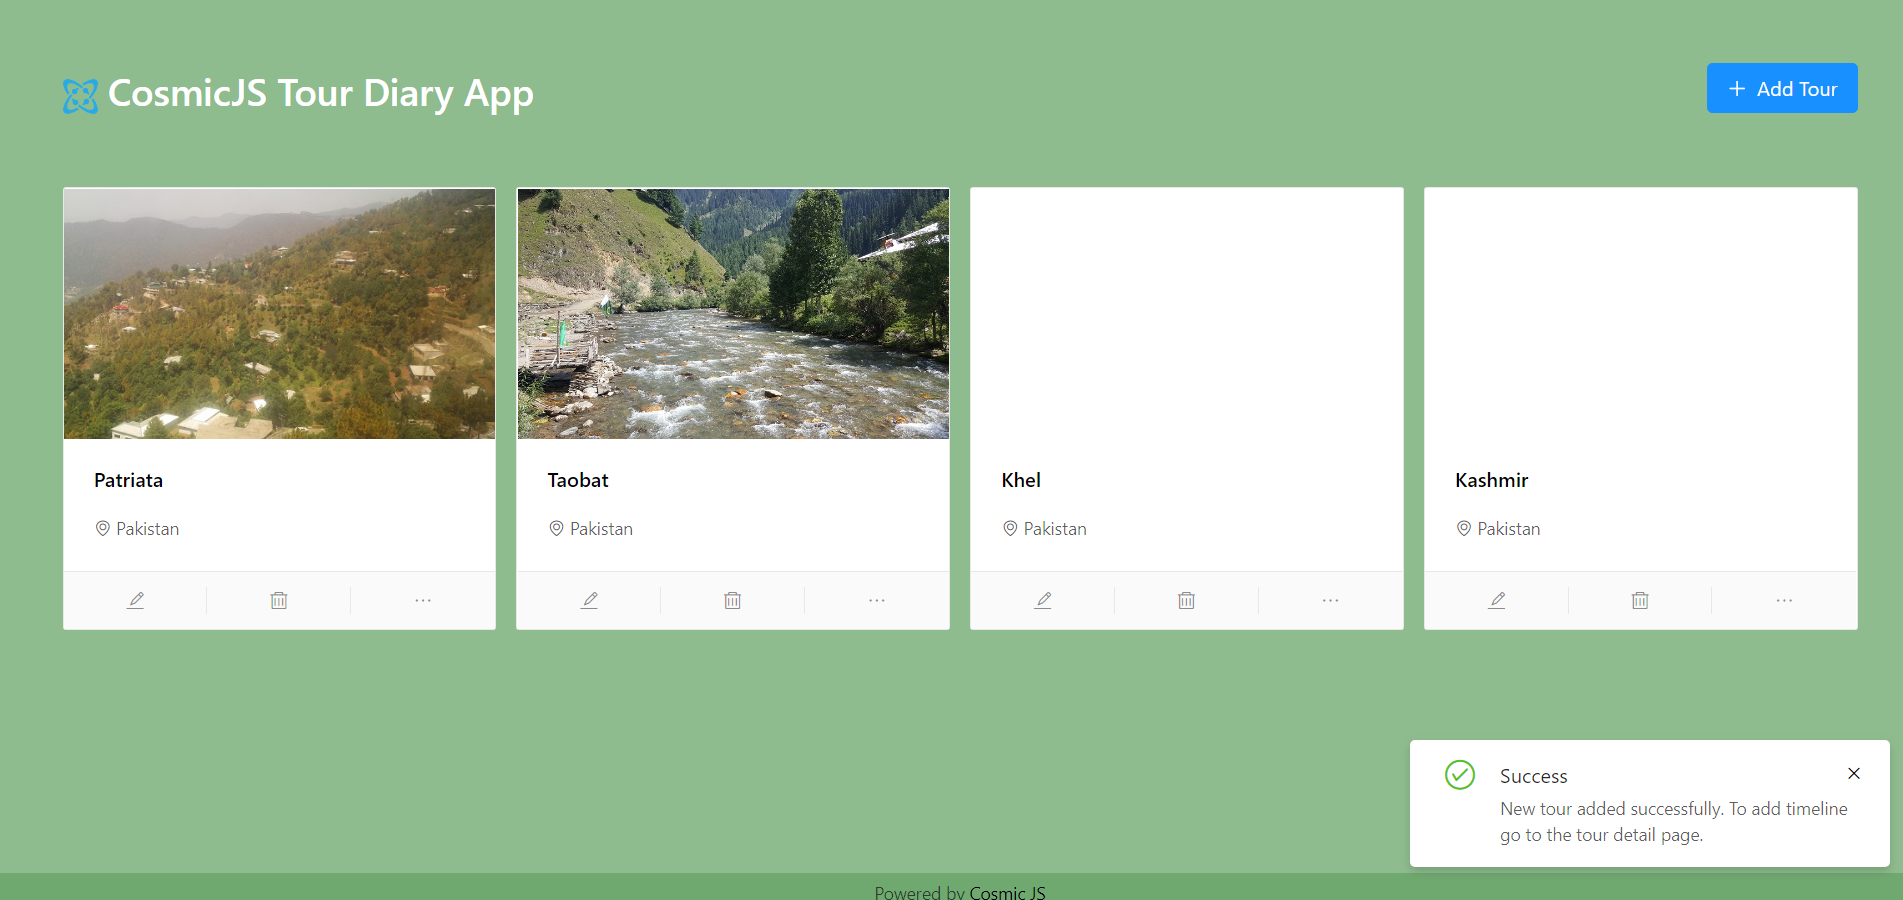 CosmicJS Tour Diary App
Add Tour
Patriata
Pakistan
Taobat
Pakistan
Khel
Pakistan
Kashmir
Pakistan
Success
New tour added successfully. To add timeline
go to the tour detail page.
Powered by Cosmic JS